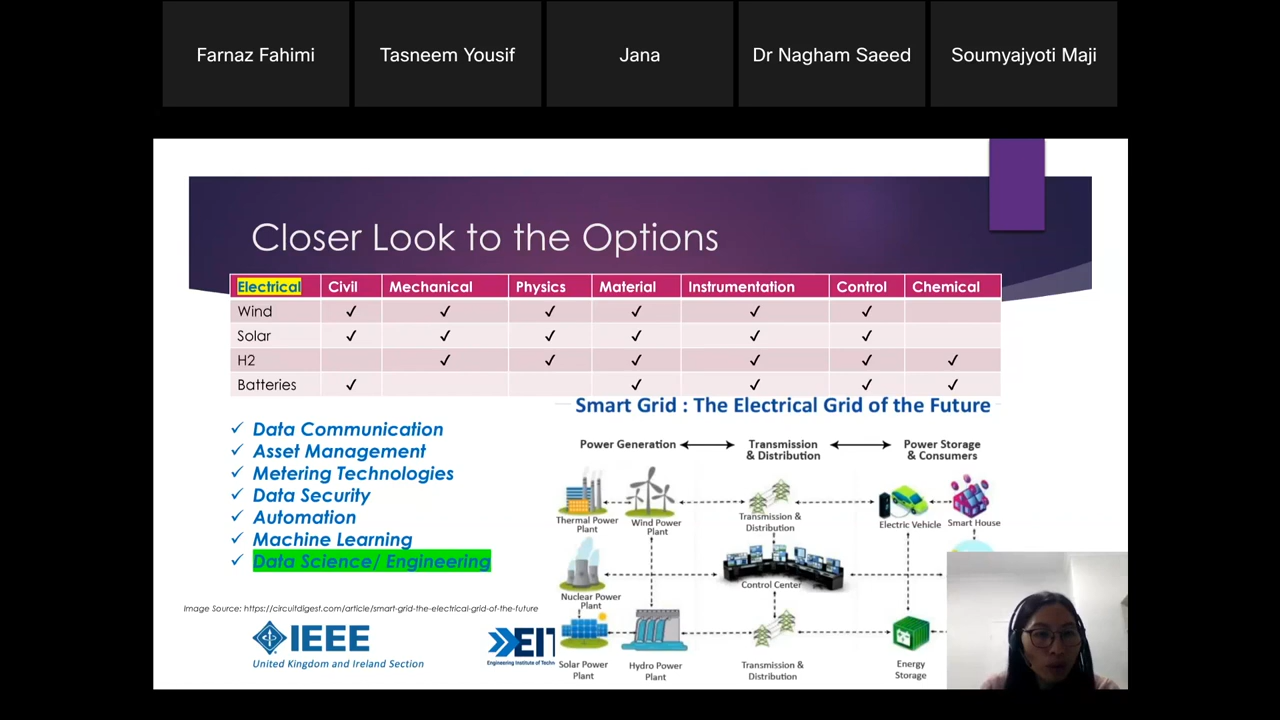 Farnaz Fahimi
Tasneem Yousif
Jana
Dr Nagham Saeed
Soumyajyoti Maji
Closer Look to the Options
Electrical Civil Mechanical Physics Material Instrumentation Control Chemical
Wind ✓ ✓ ✓ ✓ ✓ ✓
Solar ✓ ✓ ✓ ✓ ✓ ✓
H2 ✓ ✓ ✓ ✓ ✓ ✓
Batteries ✓ ✓ ✓ ✓ ✓
✓ Data Communication
✓ Asset Management
✓ Metering Technologies
✓ Data Security
✓ Automation
✓ Machine Learning
✓ Data Science/ Engineering
Smart Grid : The Electrical Grid of the Future
Power Generation
Transmission
& Distribution
Power Storage
& Consumers
Thermal Power
Plant
Wind Power
Plant
Transmission &
Distribution
Electric Vehicle
Smart House
Nuclear Power
Plant
Control Center
Solar Power
Plant
Hydro Power
Plant
Transmission &
Distribution
Energy
Storage
Image Source: https://circuitdigest.com/article/smart-grid-the-electrical-grid-of-the-future
IEEE
United Kingdom and Ireland Section
EIT
Engineering Institute of